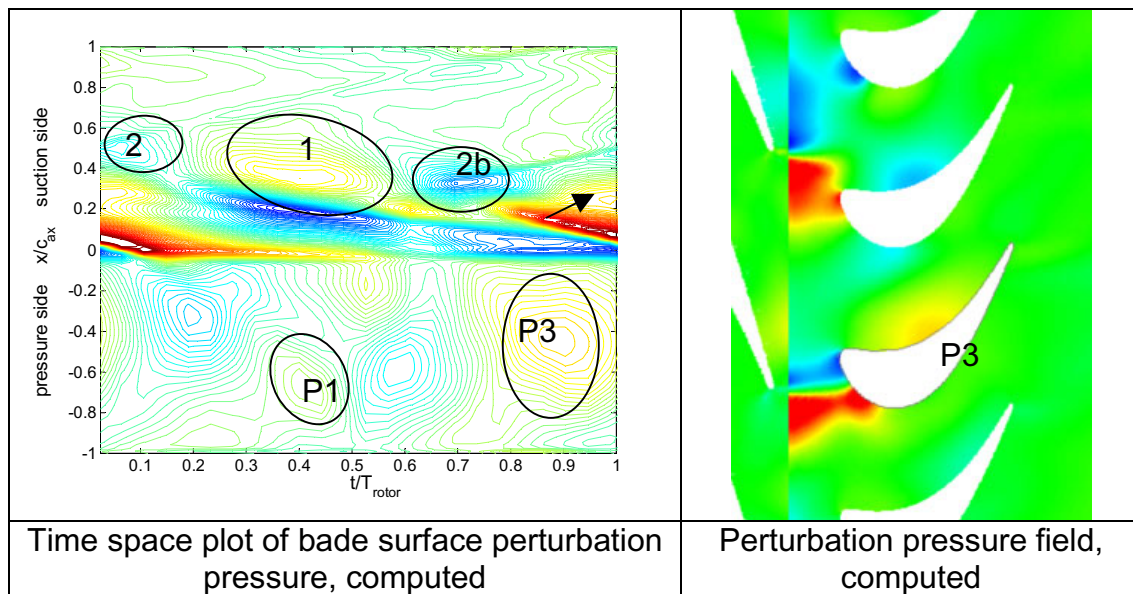 1
0.8
0.6
0.4
0.2
0
-0.2
-0.4
-0.6
-0.8
-1
pressure side x/c_ax suction side
2
1
2b
P3
P1
0.1 0.2 0.3 0.4 0.5 0.6 0.7 0.8 0.9 1
t/T_rotor
P3
Time space plot of bade surface perturbation
pressure, computed
Perturbation pressure field,
computed